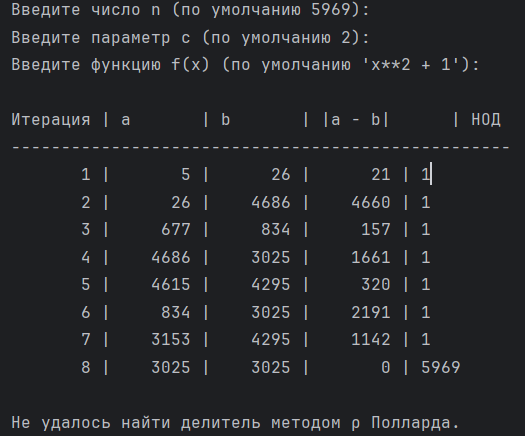 Введите число n (по умолчанию 5969):
Введите параметр c (по умолчанию 2):
Введите функцию f(x) (по умолчанию 'x**2 + 1'):
Итерация | a | b | |a - b| | НОД
--------------------------------------------------
1 | 5 | 26 | 21 | 1
2 | 26 | 4686 | 4660 | 1
3 | 677 | 834 | 157 | 1
4 | 4686 | 3025 | 1661 | 1
5 | 4615 | 4295 | 320 | 1
6 | 834 | 3025 | 2191 | 1
7 | 3153 | 4295 | 1142 | 1
8 | 3025 | 3025 | 0 | 5969
Не удалось найти делитель методом ρ Полларда.